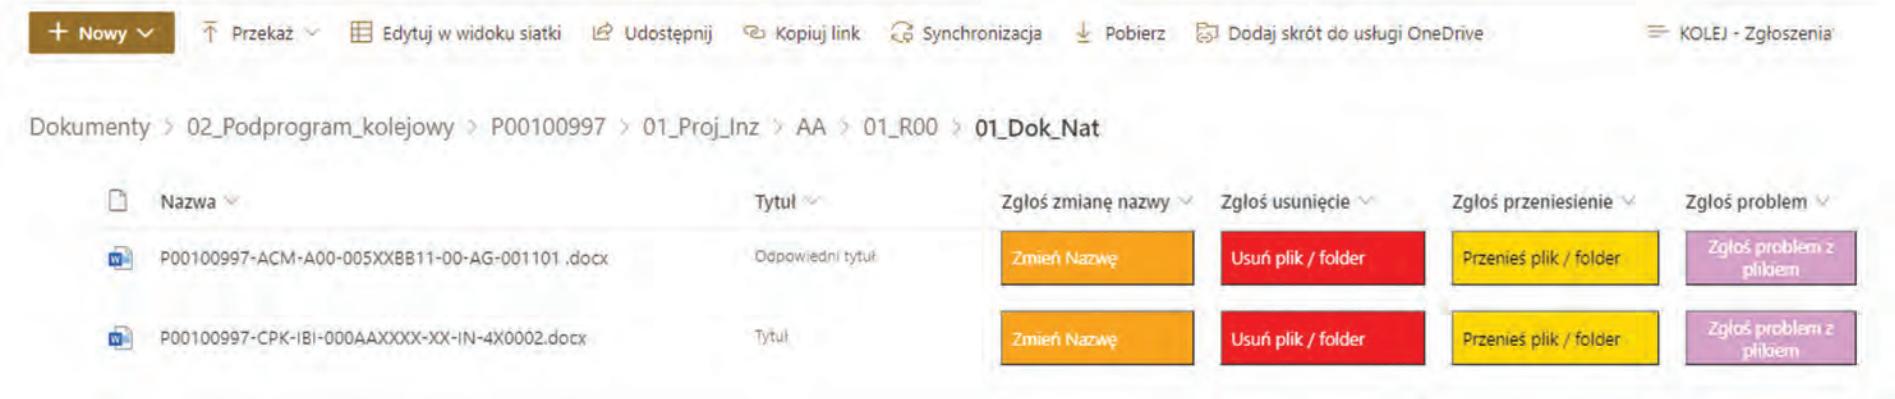 + Nowy Przekaż Edytuj w widoku siatki Udostępnij Kopiuj link Synchronizacja Pobierz Dodaj skrót do usługi OneDrive KOLEJ - Zgłoszenia
Dokumenty > 02_Podprogram_kolejowy > P00100997 > 01_Proj_Inz > AA > 01_R00 > 01_Dok_Nat
Nazwa Tytuł Zgłoś zmianę nazwy Zgłoś usunięcie Zgłoś przeniesienie Zgłoś problem
P00100997-ACM-A00-005XXBB11-00-AG-001101 .docx Odpowiedni tytuł Zmień Nazwę Usuń plik / folder Przenieś plik / folder Zgłoś problem z
plikiem
P00100997-CPK-IBI-000AAXXXX-XX-IN-4X0002.docx Tytuł Zmień Nazwę Usuń plik / folder Przenieś plik / folder Zgłoś problem z
plikiem